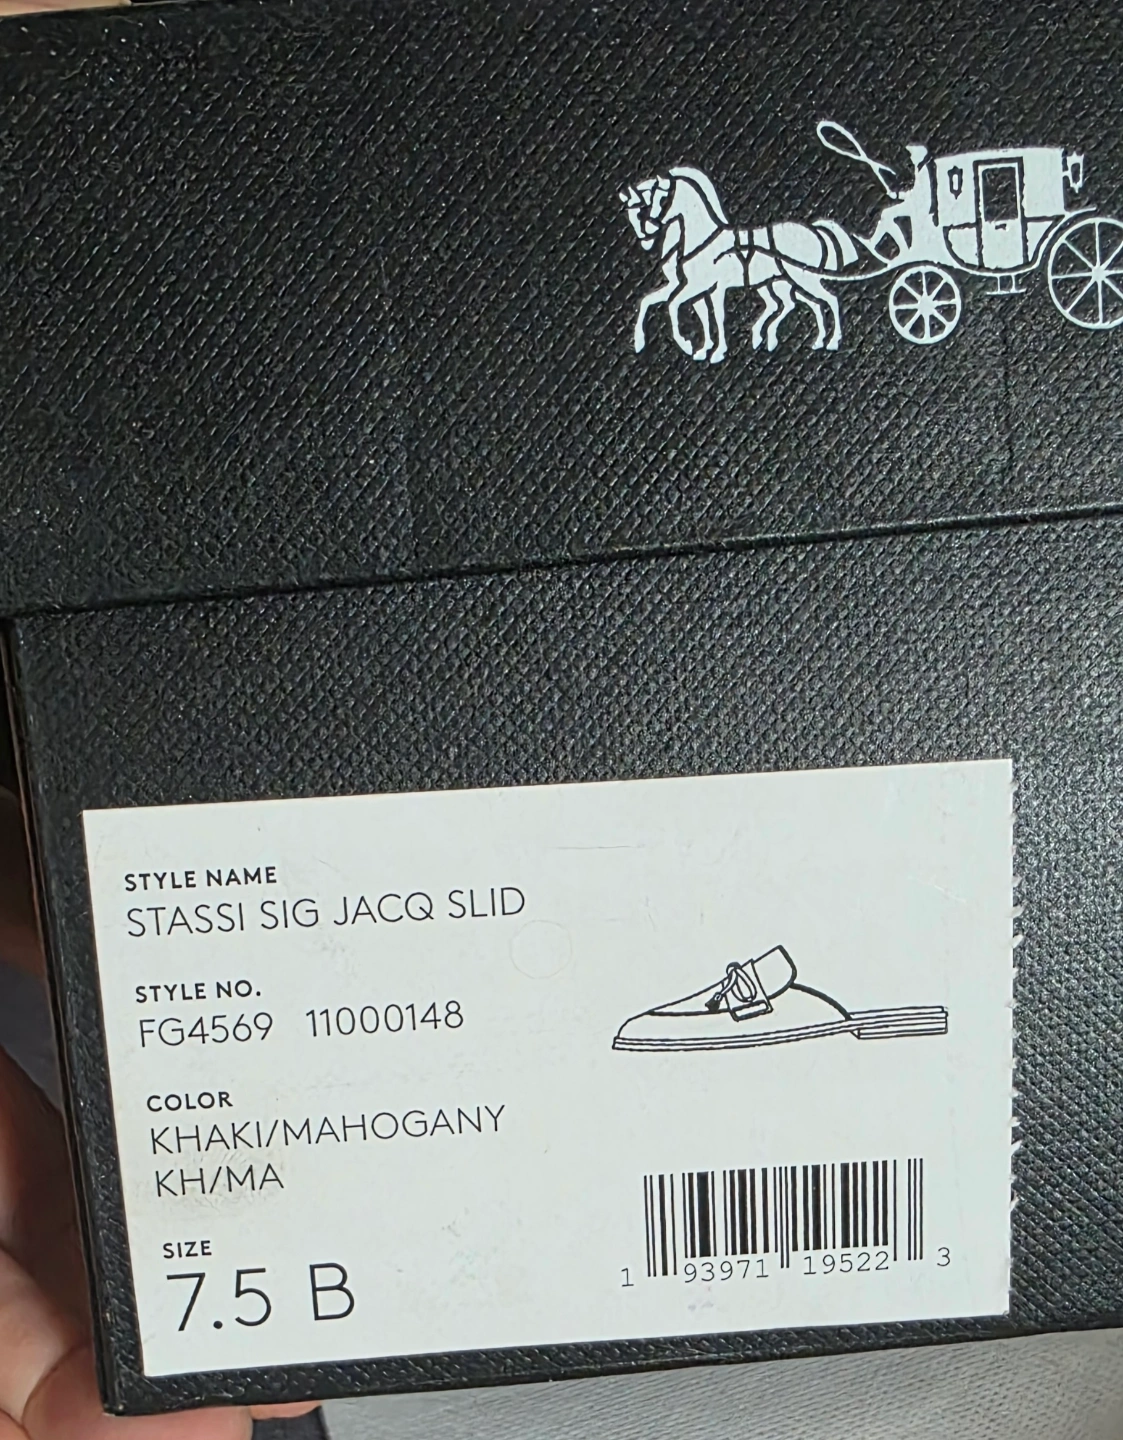 STYLE NAME
STASSI SIG JACQ SLID
STYLE NO.
FG4569 11000148
COLOR
KHAKI/MAHOGANY
KH/MA
SIZE
7.5 B
1 93971 19522 3